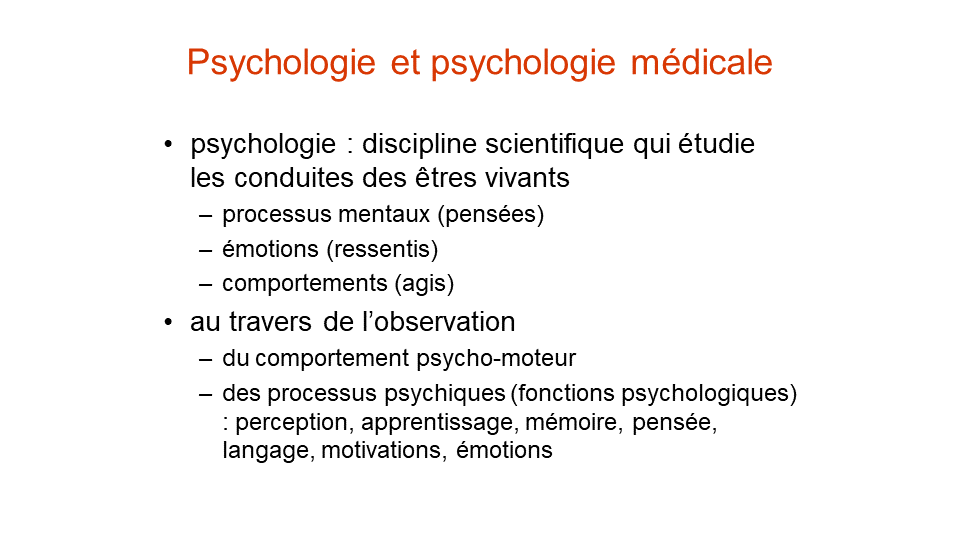 Psychologie et psychologie médicale
• psychologie : discipline scientifique qui étudie
les conduites des êtres vivants
– processus mentaux (pensées)
– émotions (ressentis)
– comportements (agis)
• au travers de l’observation
– du comportement psycho-moteur
– des processus psychiques (fonctions psychologiques)
: perception, apprentissage, mémoire, pensée,
langage, motivations, émotions